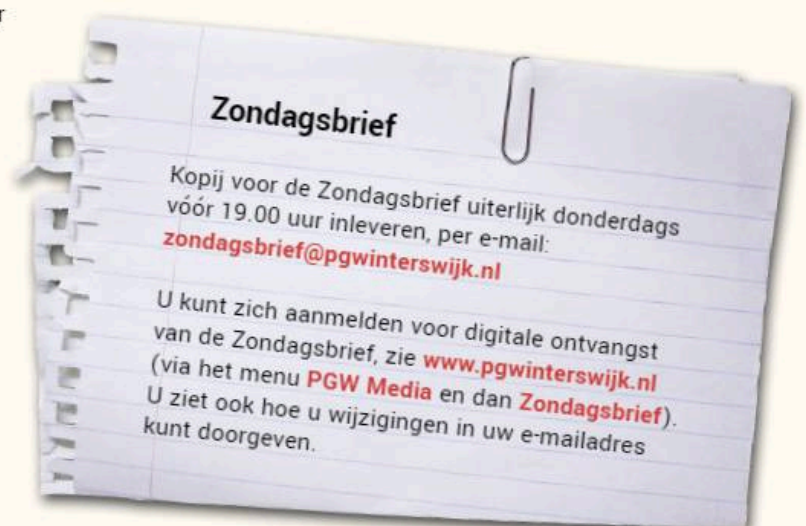 r
Zondagsbrief
Kopij voor de Zondagsbrief uiterlijk donderdags
vóór 19.00 uur inleveren, per e-mail:
zondagsbrief@pgwinterswijk.nl
U kunt zich aanmelden voor digitale ontvangst
van de Zondagsbrief, zie www.pgwinterswijk.nl
(via het menu PGW Media en dan Zondagsbrief).
U ziet ook hoe u wijzigingen in uw e-mailadres
kunt doorgeven.